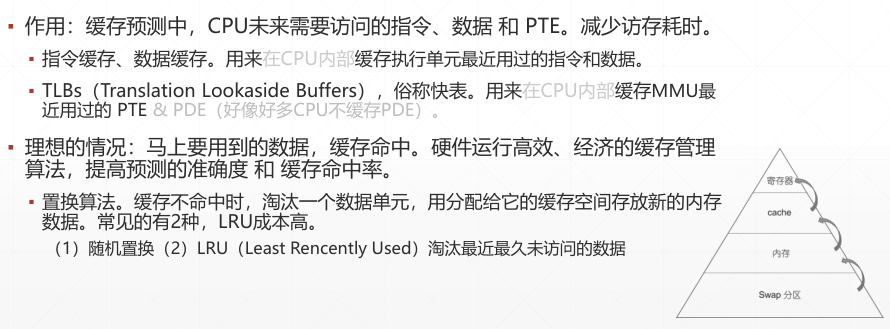 作用：缓存预测中，CPU未来需要访问的指令、数据 和 PTE。减少访存耗时。
指令缓存、数据缓存。用来在CPU内部缓存执行单元最近用过的指令和数据。
TLBs（Translation Lookaside Buffers），俗称快表。用来在CPU内部缓存MMU最
近用过的 PTE & PDE（好像好多CPU不缓存PDE）。
理想的情况：马上要用到的数据，缓存命中。硬件运行高效、经济的缓存管理
算法，提高预测的准确度 和 缓存命中率。
置换算法。缓存不命中时，淘汰一个数据单元，用分配给它的缓存空间存放新的内存
数据。常见的有2种，LRU成本高。
（1）随机置换（2）LRU（Least Rencently Used）淘汰最近最久未访问的数据
寄存器
cache
内存
Swap 分区